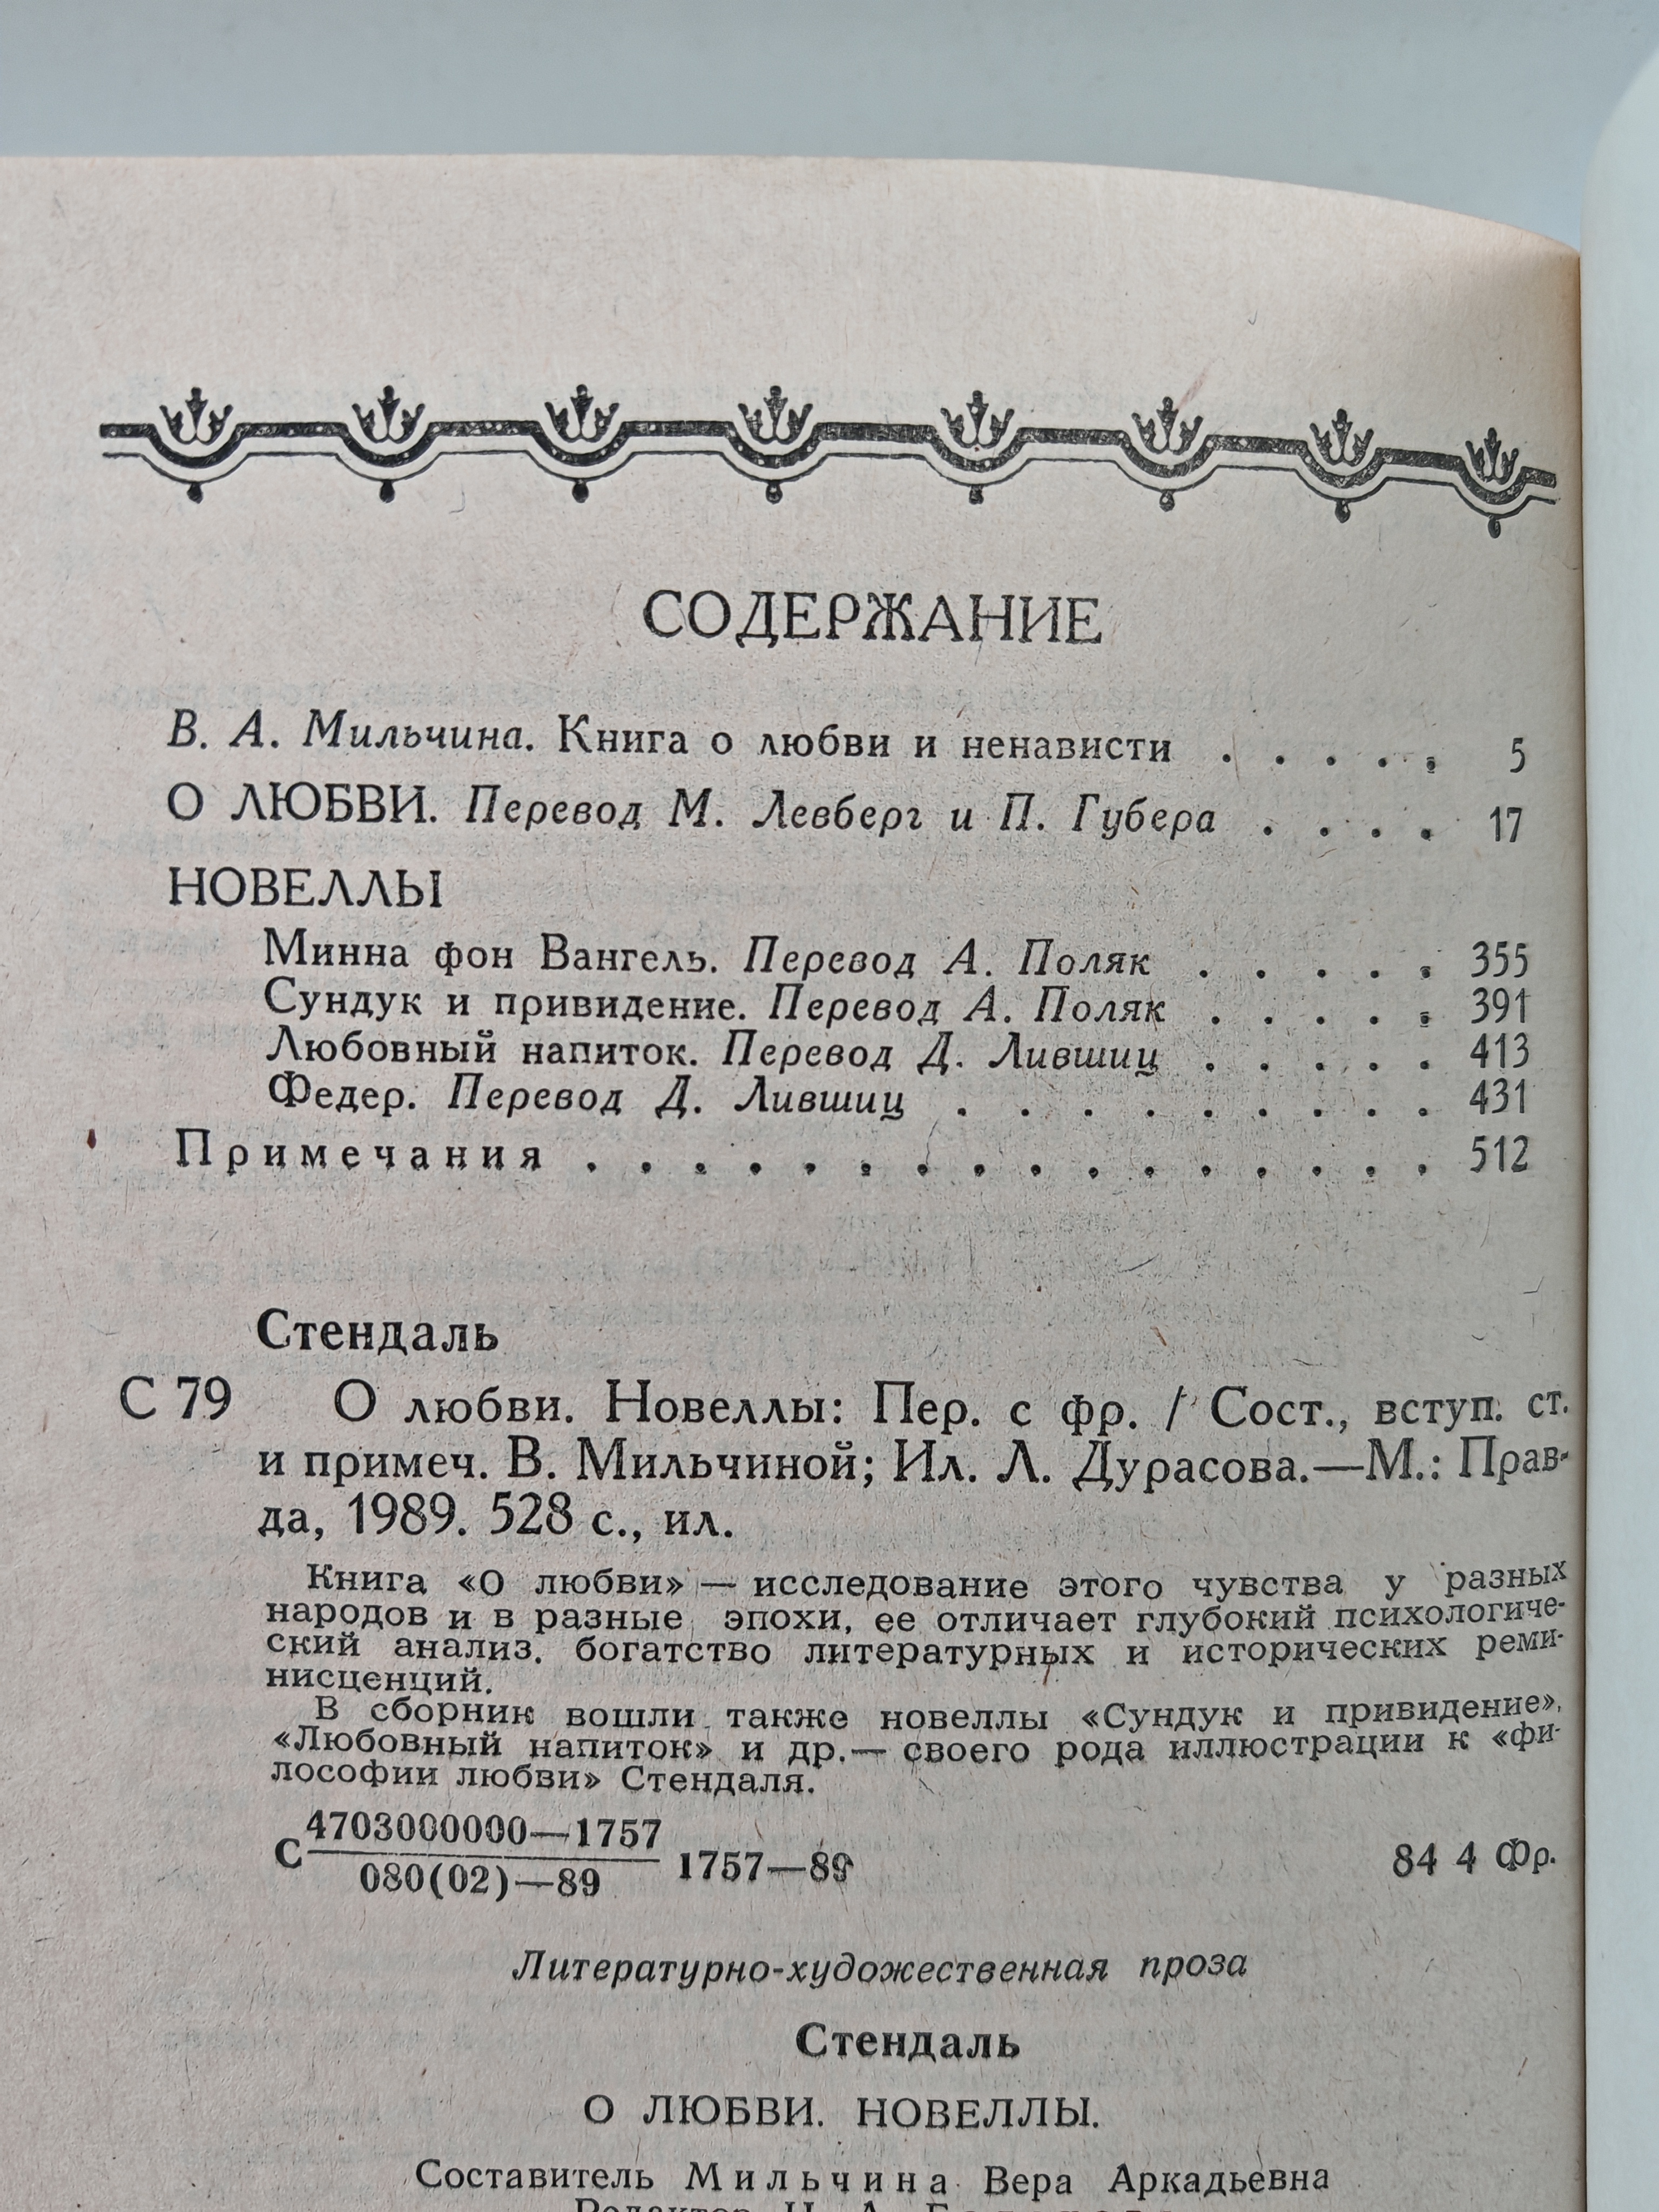 СОДЕРЖАНИЕ
В. А. Мильчина. Книга о любви и ненависти . . . . . 5
О ЛЮБВИ. Перевод М. Левберг и П. Губера . . . . 17
НОВЕЛЛЫ
Минна фон Вангель. Перевод А. Поляк . . . . . 355
Сундук и привидение. Перевод А. Поляк . . . . . 391
Любовный напиток. Перевод Д. Лившиц . . . . . 413
Федер. Перевод Д. Лившиц . . . . . . . . . 431
Примечания . . . . . . . . . . . . . . . . 512
Стендаль
С 79 О любви. Новеллы: Пер. с фр. / Сост., вступ. ст.
и примеч. В. Мильчиной; Ил. Л. Дурасова.—М.: Прав-
да, 1989. 528 с., ил.
Книга «О любви» — исследование этого чувства у разных
народов и в разные эпохи, ее отличает глубокий психологиче-
ский анализ. богатство литературных и исторических реми-
нисценций.
В сборник вошли также новеллы «Сундук и привидение»,
«Любовный напиток» и др.— своего рода иллюстрации к «фи-
лософии любви» Стендаля.
С 4703000000—1757
080(02)—89 1757—89 84 4 Фр.
Литературно-художественная проза
Стендаль
О ЛЮБВИ. НОВЕЛЛЫ.
Составитель Мильчина Вера Аркадьевна
Редактор Н. А.